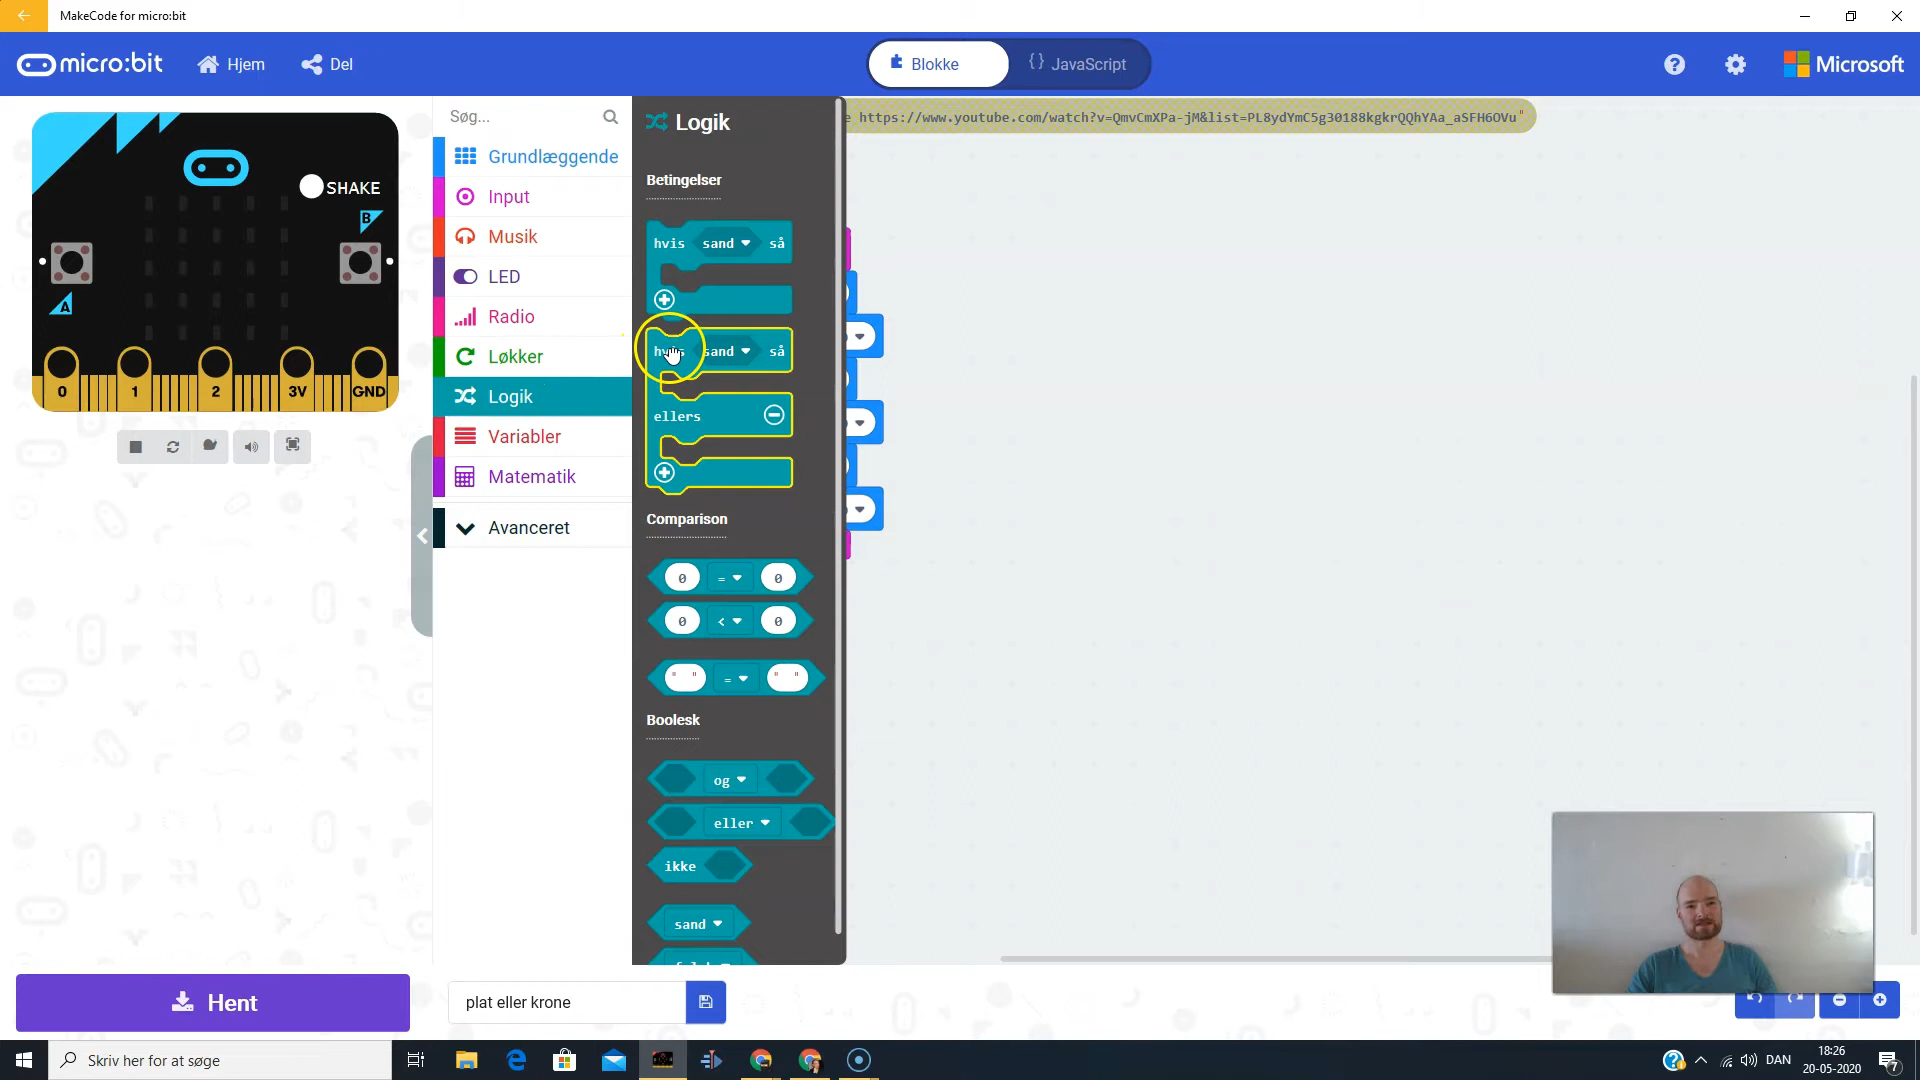 MakeCode for micro:bit
micro:bit
Hjem
Del
Blokke
{ } JavaScript
Microsoft
SHAKE
B
A
0 1 2 3V GND
Søg...
Grundlæggende
Input
Musik
LED
Radio
Løkker
Logik
Variabler
Matematik
Avanceret
Logik
Betingelser
hvis sand så
hvis sand så
ellers
Comparison
0 = 0
0 < 0
" " = " "
Boolesk
og
eller
ikke
sand
e https://www.youtube.com/watch?v=QmvCmXPa-jM&list=PL8ydYmC5g30188kgkrQQhYAa_aSFH6OVu"
Hent
plat eller krone
Skriv her for at søge
DAN
18:26
20-05-2020
7